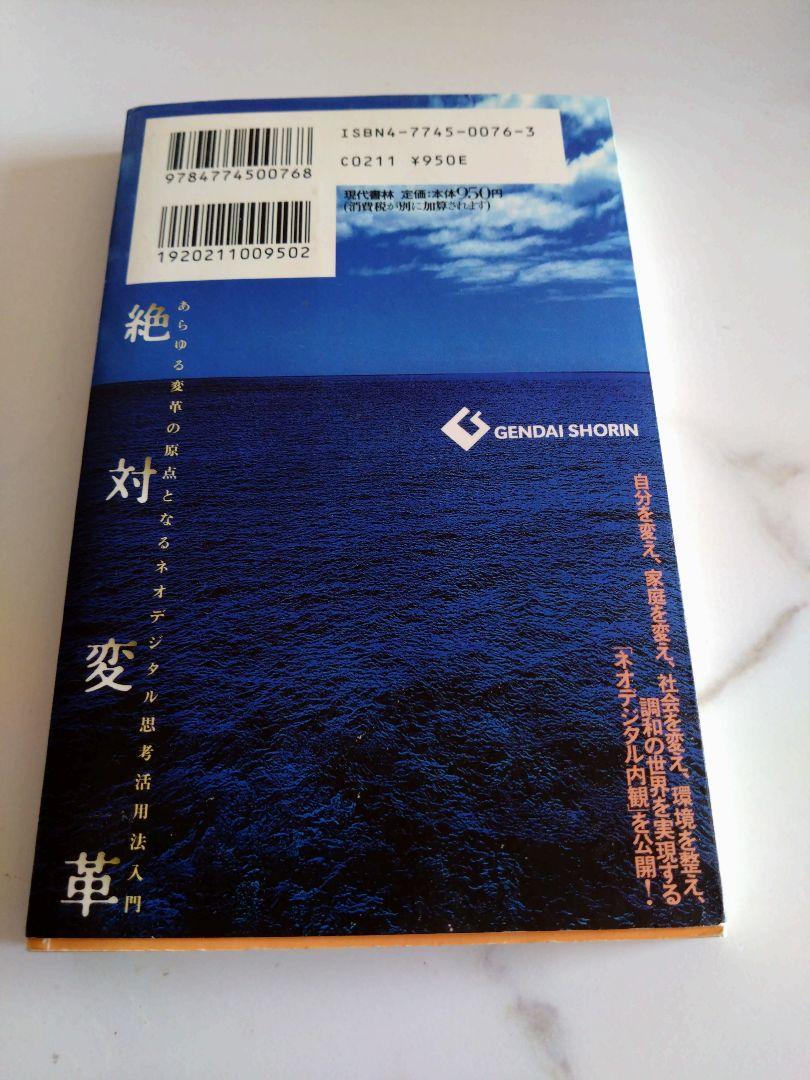 ISBN4-7745-0076-3
C0211 ¥950E
9784774500768
現代書林 定価:本体950円
(消費税が別に加算されます)
1920211009502
絶対変革
あらゆる変革の原点となるネオデジタル思考活用法入門
GENDAI SHORIN
自分を変え、家庭を変え、社会を変え、環境を整え、
調和の世界を実現する
「ネオデジタル内観」を公開!